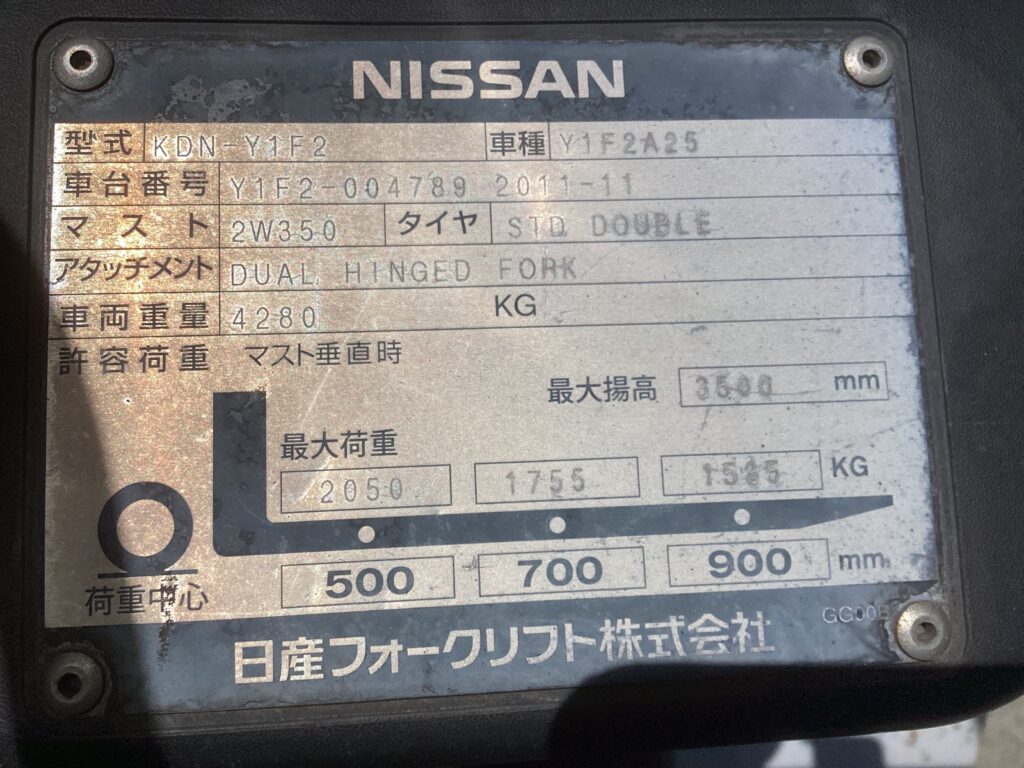 NISSAN
型式 KDN-Y1F2 車種 Y1F2A25
車台番号 Y1F2-004789 2011-11
マスト 2W350 タイヤ STD DOUBLE
アタッチメント DUAL HINGED FORK
車両重量 4280 KG
許容荷重 マスト垂直時
最大揚高 3500 mm
最大荷重
2050 1755 KG
500 700 900 mm
荷重中心
日産フォークリフト株式会社